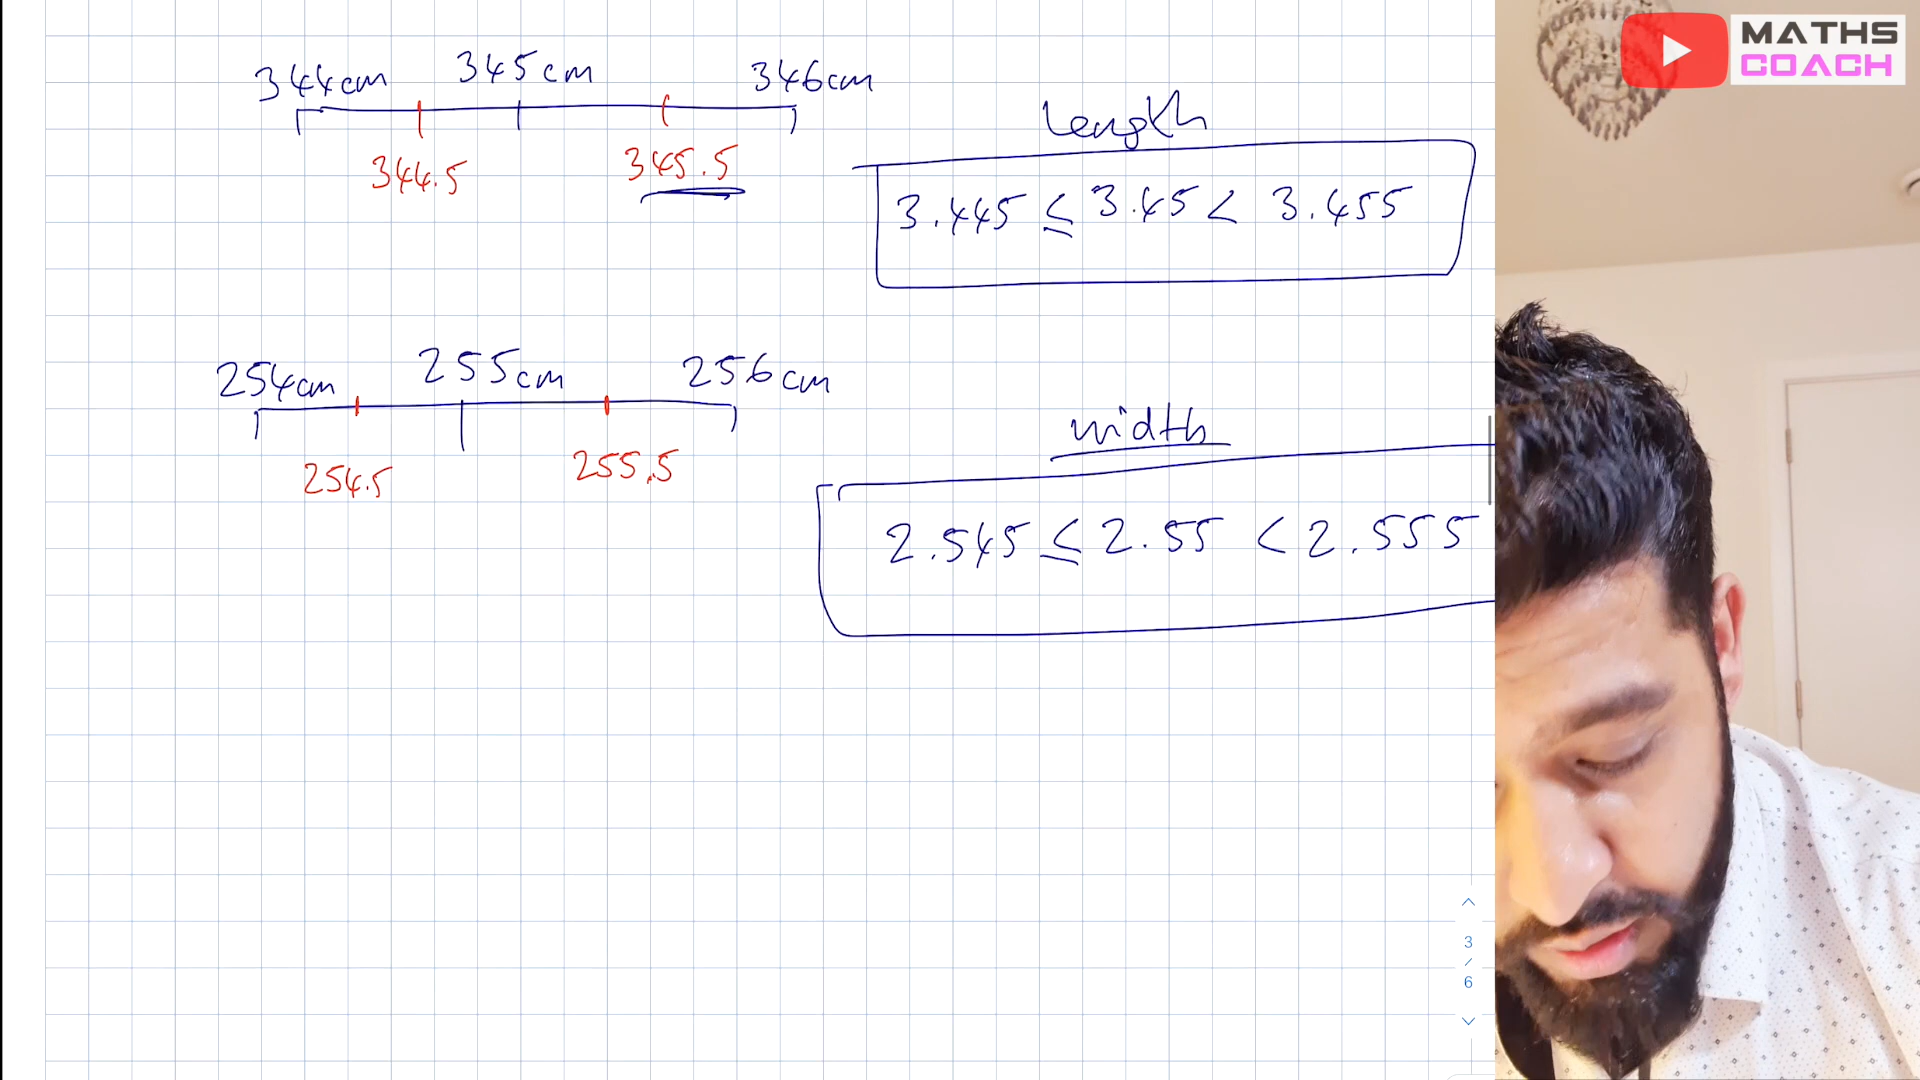 344cm 345cm 346cm
344.5 345.5
length
3.445 ≤ 3.45 < 3.455
254cm 255cm 256cm
254.5 255.5
width
2.545 ≤ 2.55 < 2.555
MATHS
COACH
3
/
6